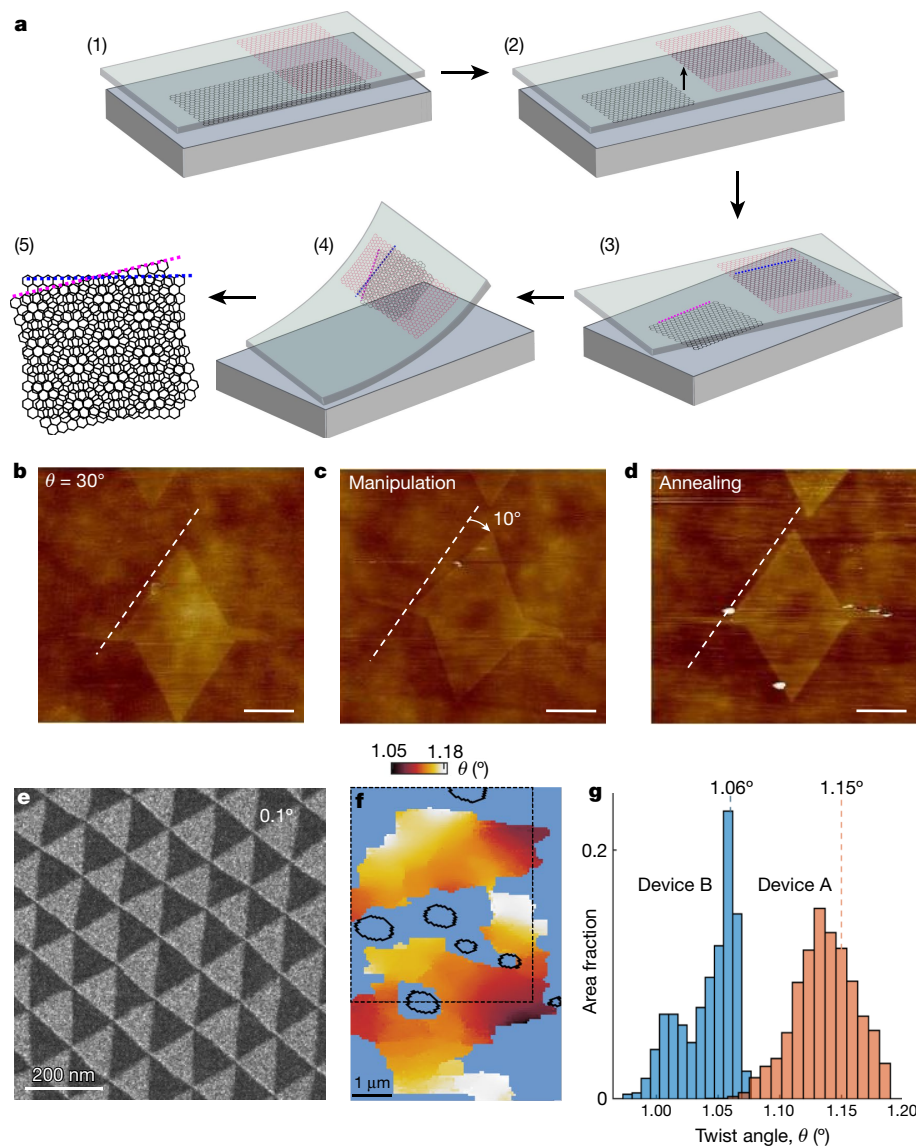 a
(1)
(2)
(5)
(4)
(3)
b
θ = 30°
c
Manipulation
10°
d
Annealing
1.05
1.18
θ (°)
e
0.1°
200 nm
f
1 μm
g
1.06°
1.15°
0.2
Device B
Device A
Area fraction
0
1.00
1.05
1.10
1.15
1.20
Twist angle, θ (°)